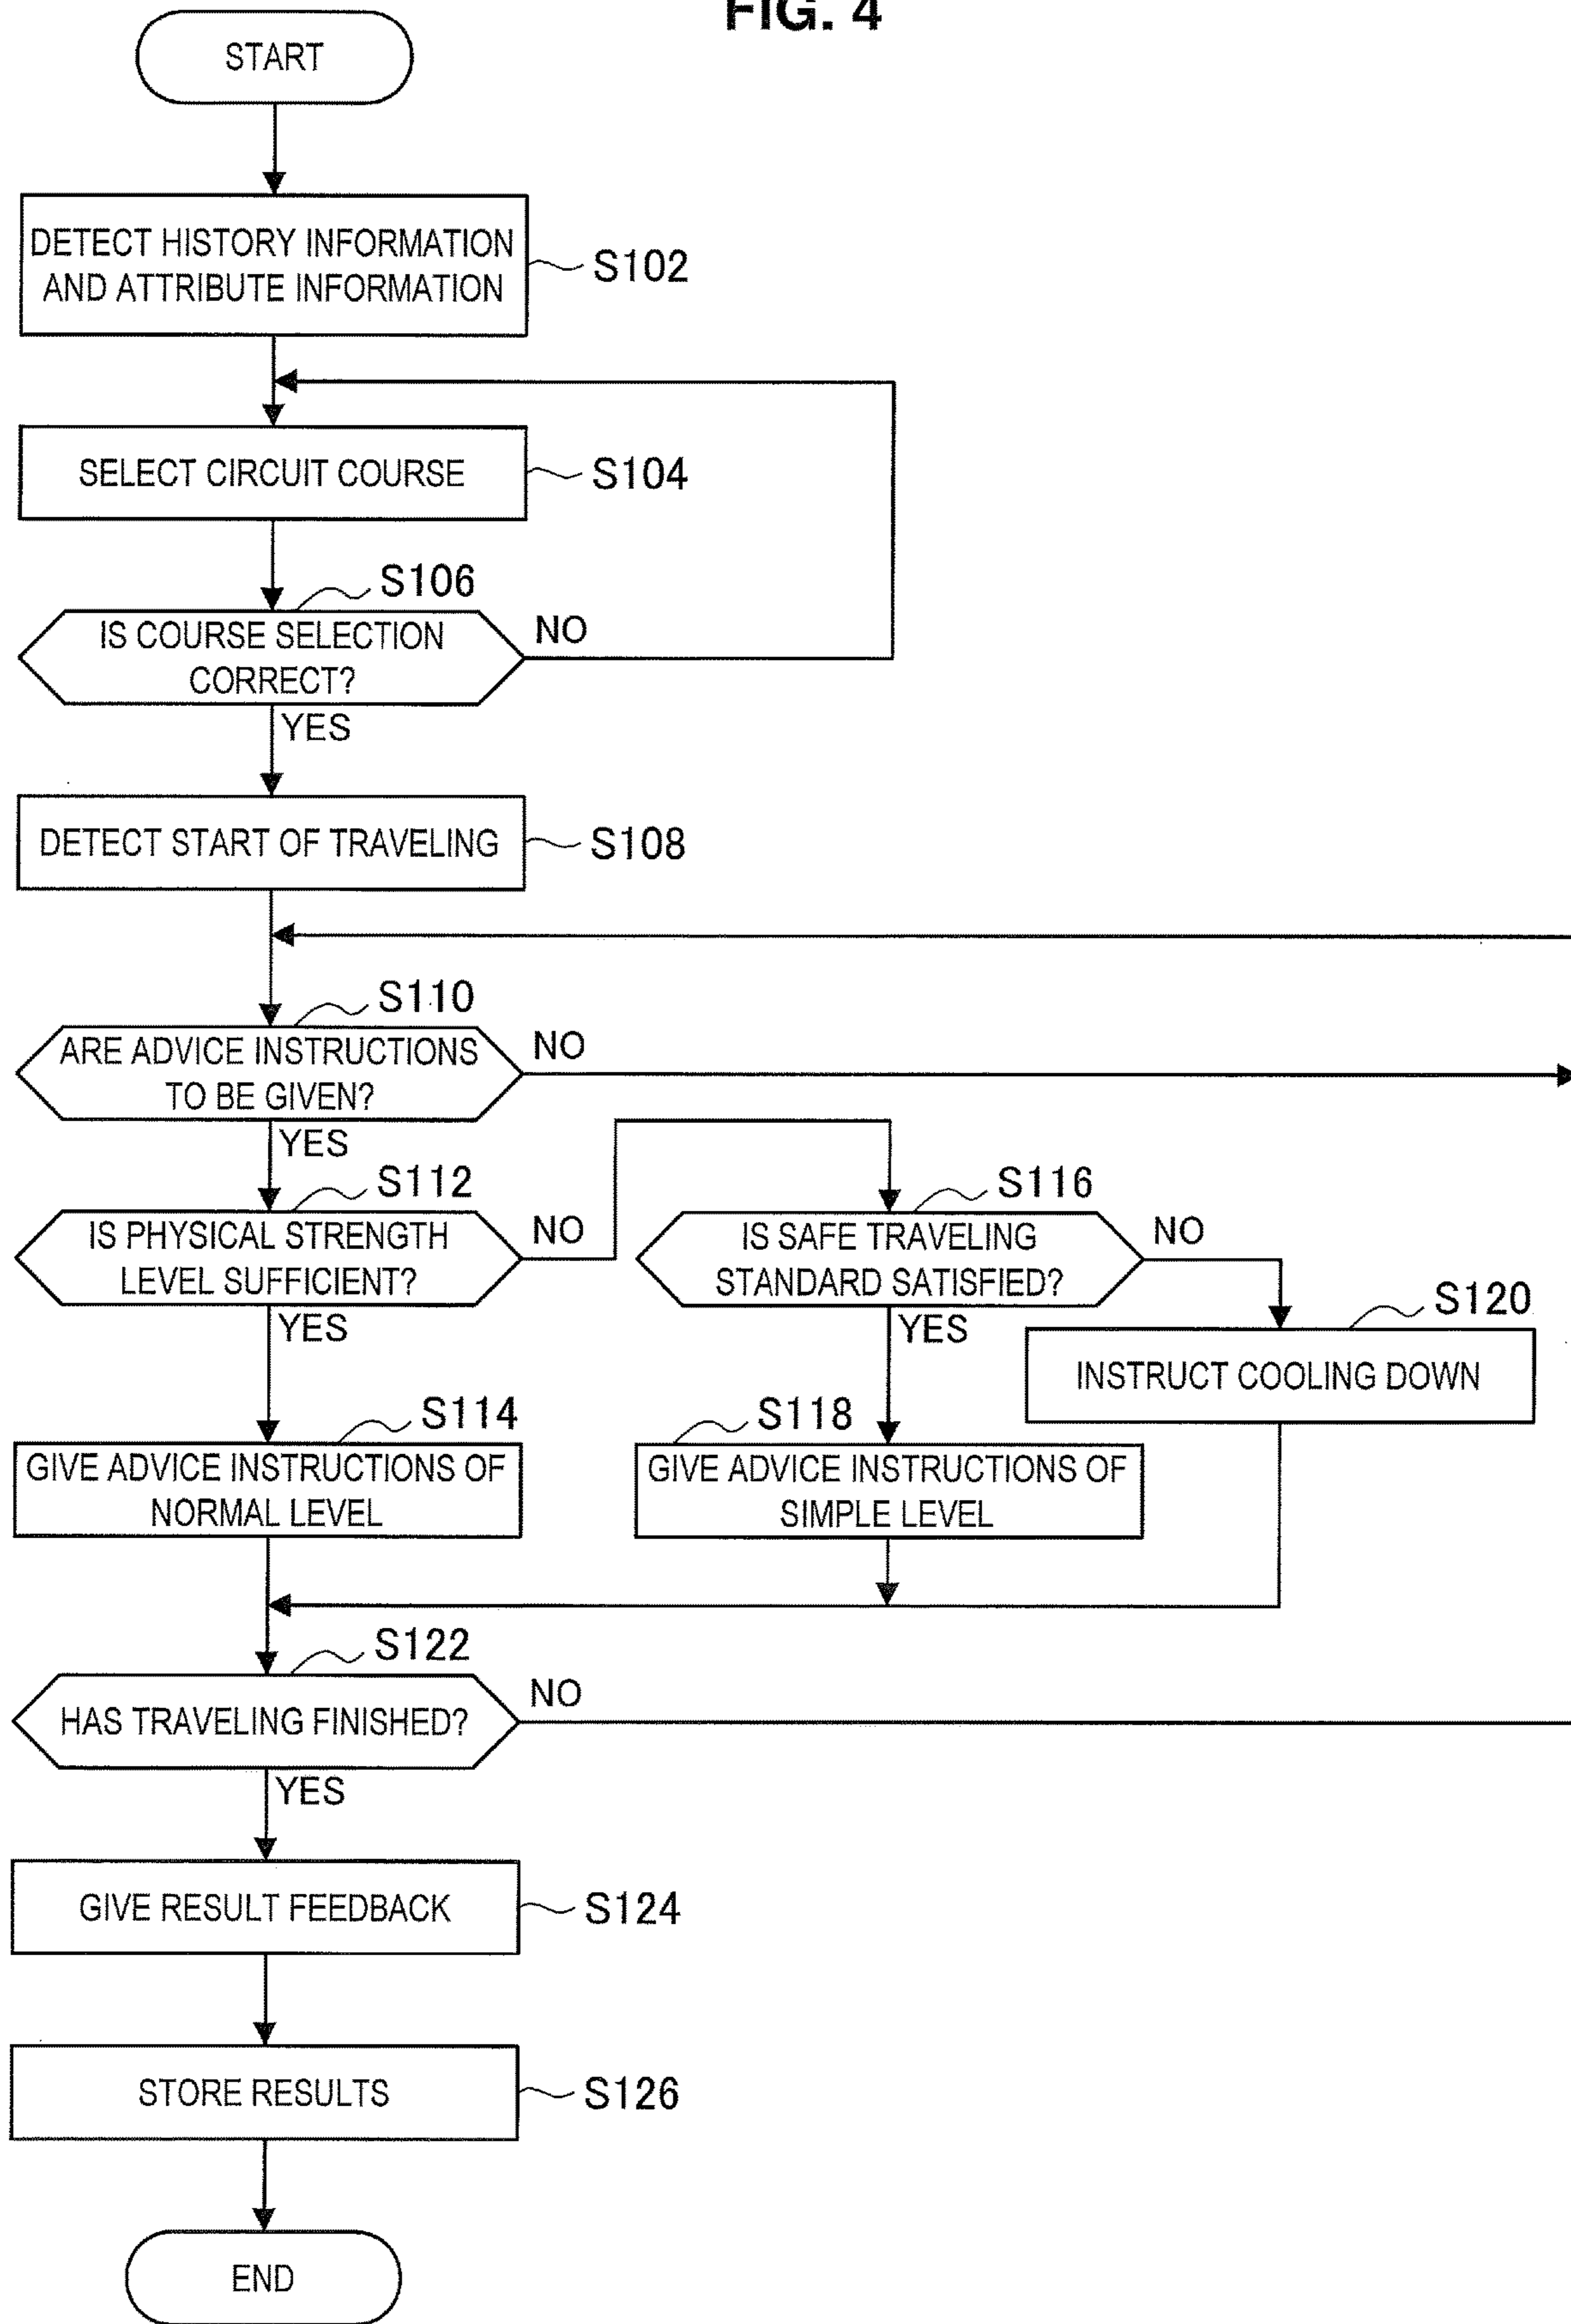 FIG. 4
START
DETECT HISTORY INFORMATION
AND ATTRIBUTE INFORMATION
S102
SELECT CIRCUIT COURSE
S104
S106
IS COURSE SELECTION
CORRECT?
NO
YES
DETECT START OF TRAVELING
S108
S110
ARE ADVICE INSTRUCTIONS
TO BE GIVEN?
NO
YES
S112
IS PHYSICAL STRENGTH
LEVEL SUFFICIENT?
NO
YES
S116
IS SAFE TRAVELING
STANDARD SATISFIED?
NO
YES
S120
INSTRUCT COOLING DOWN
S114
GIVE ADVICE INSTRUCTIONS OF
NORMAL LEVEL
S118
GIVE ADVICE INSTRUCTIONS OF
SIMPLE LEVEL
S122
HAS TRAVELING FINISHED?
NO
YES
GIVE RESULT FEEDBACK
S124
STORE RESULTS
S126
END